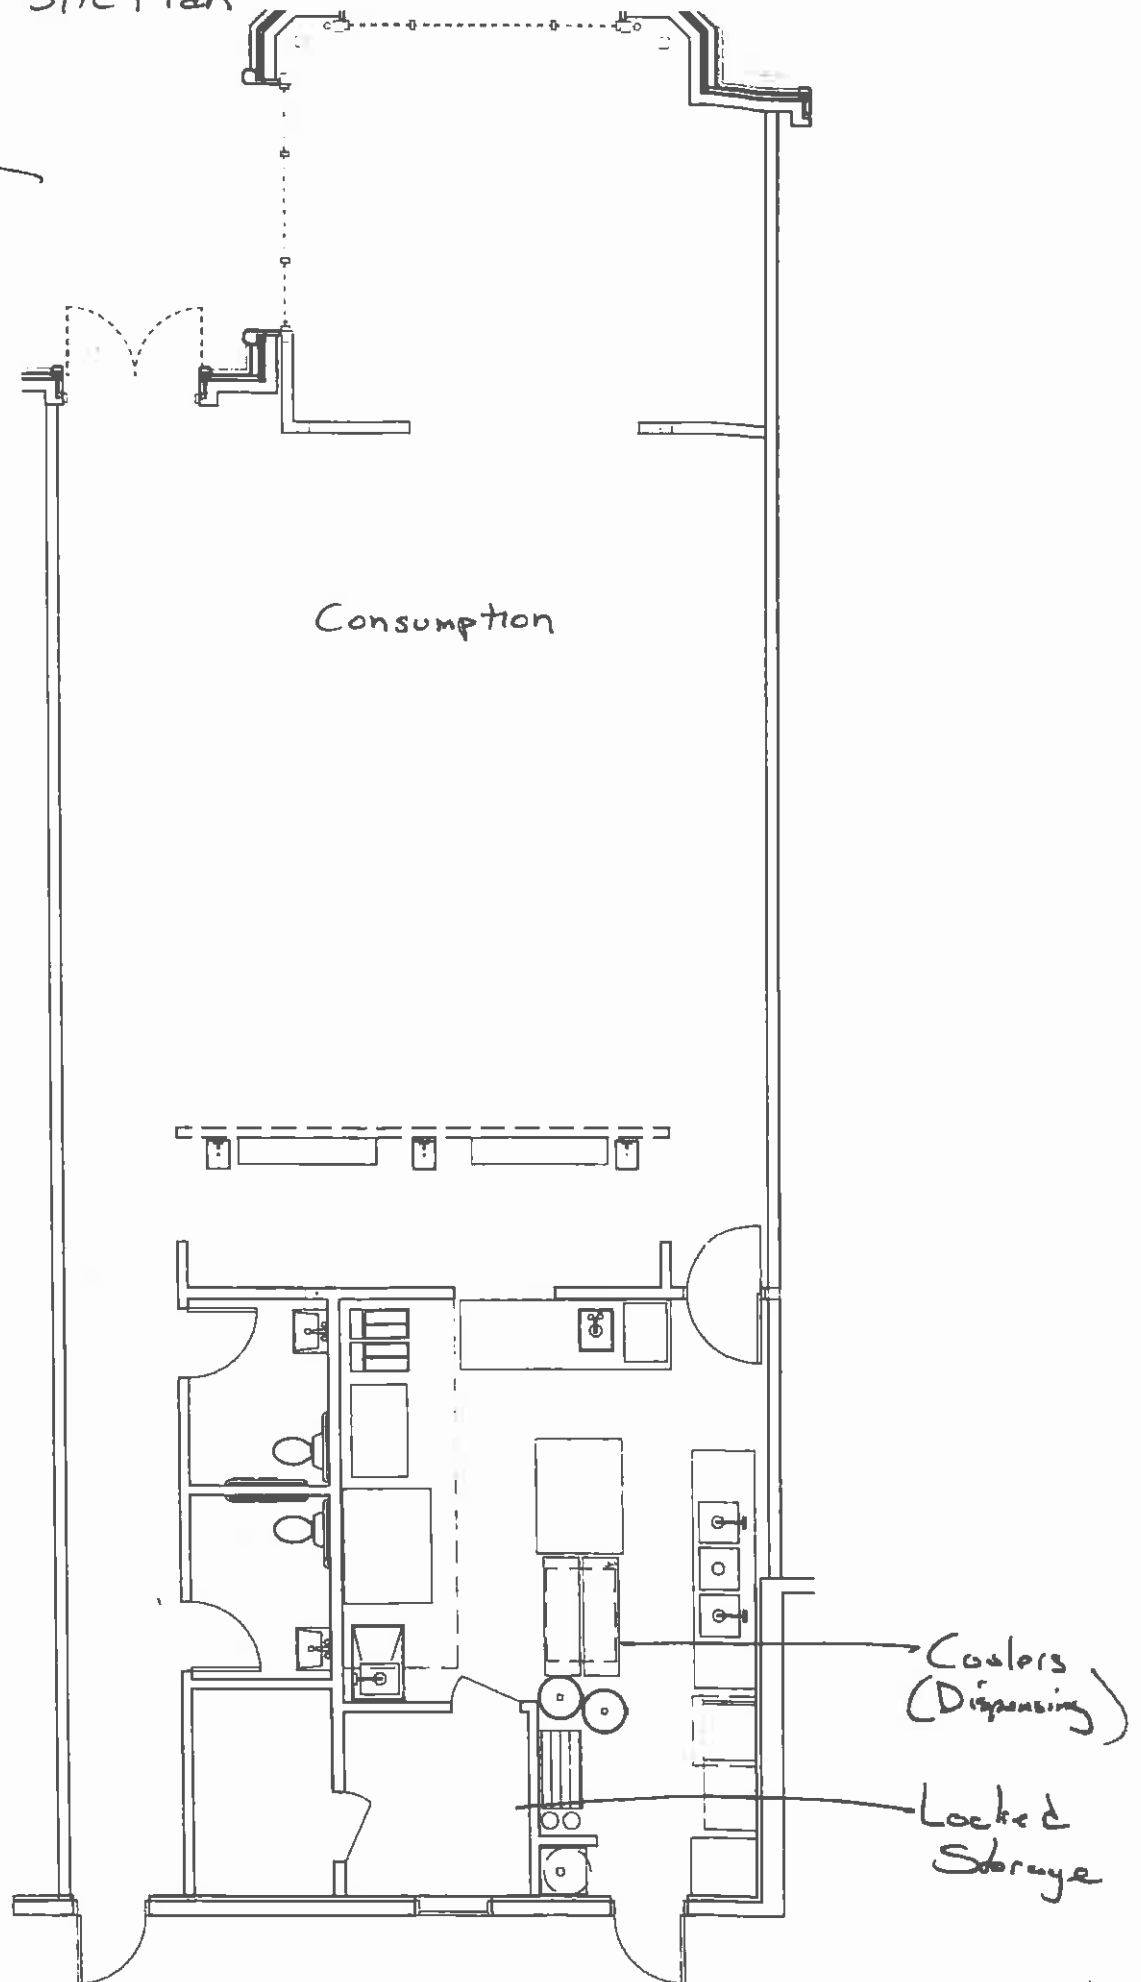 Site Plan
Consumption
Coolers
(Dispensing)
Locked
Storage